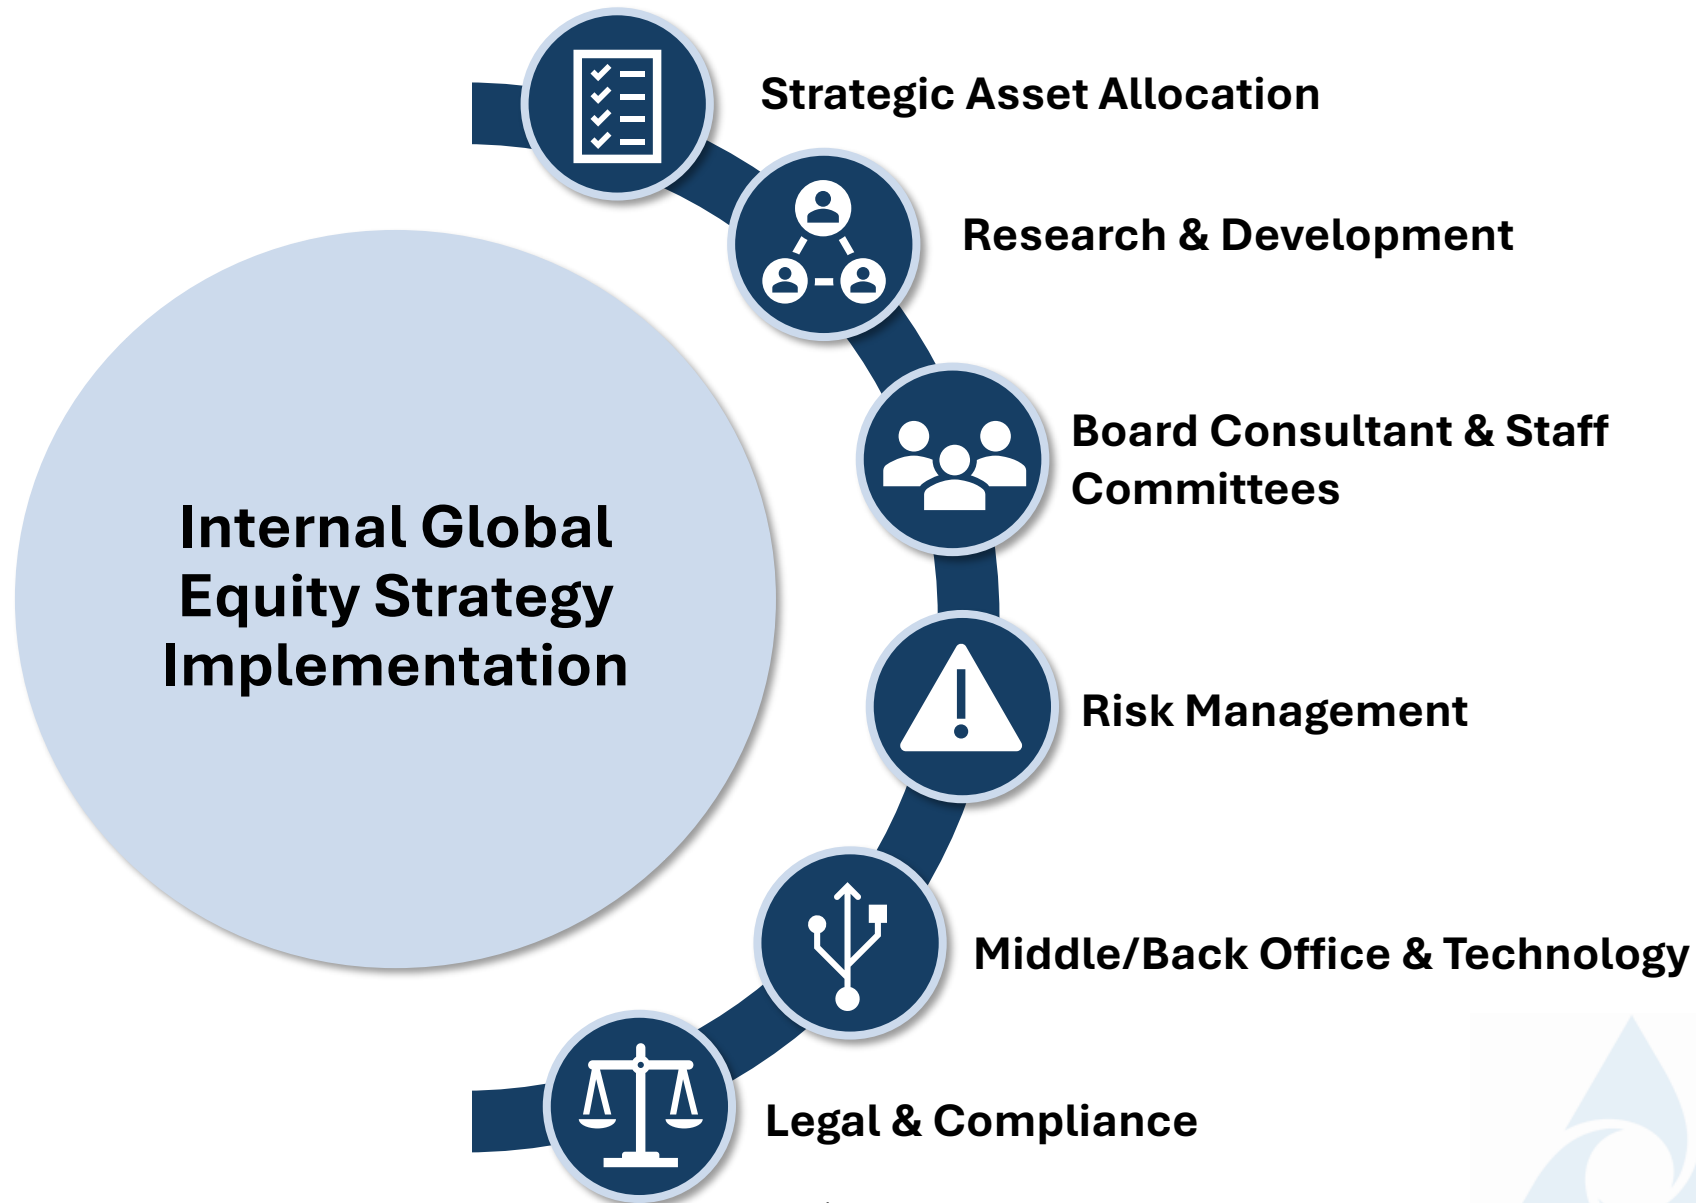 Strategic Asset Allocation
Research & Development
Board Consultant & Staff
Committees
Internal Global
Equity Strategy
Implementation
Risk Management
Middle/Back Office & Technology
Legal & Compliance